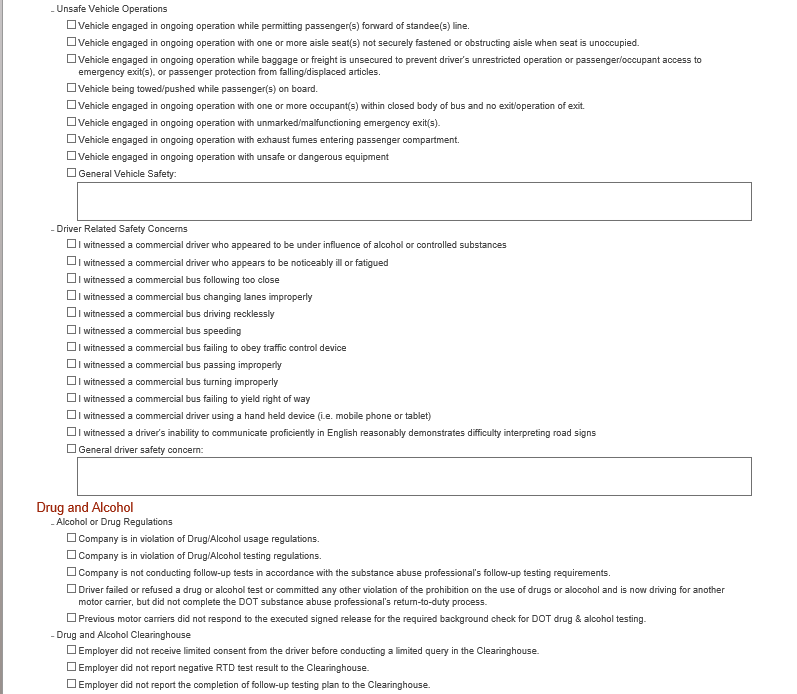 Unsafe Vehicle Operations
Vehicle engaged in ongoing operation while permitting passenger(s) forward of standee(s) line.
Vehicle engaged in ongoing operation with one or more aisle seat(s) not securely fastened or obstructing aisle when seat is unoccupied.
Vehicle engaged in ongoing operation while baggage or freight is unsecured to prevent driver's unrestricted operation or passenger/occupant access to
emergency exit(s), or passenger protection from falling/displaced articles.
Vehicle being towed/pushed while passenger(s) on board.
Vehicle engaged in ongoing operation with one or more occupant(s) within closed body of bus and no exit/operation of exit.
Vehicle engaged in ongoing operation with unmarked/malfunctioning emergency exit(s).
Vehicle engaged in ongoing operation with exhaust fumes entering passenger compartment.
Vehicle engaged in ongoing operation with unsafe or dangerous equipment
General Vehicle Safety:
Driver Related Safety Concerns
I witnessed a commercial driver who appeared to be under influence of alcohol or controlled substances
I witnessed a commercial driver who appears to be noticeably ill or fatigued
I witnessed a commercial bus following too close
I witnessed a commercial bus changing lanes improperly
I witnessed a commercial bus driving recklessly
I witnessed a commercial bus speeding
I witnessed a commercial bus failing to obey traffic control device
I witnessed a commercial bus passing improperly
I witnessed a commercial bus turning improperly
I witnessed a commercial bus failing to yield right of way
I witnessed a commercial driver using a hand held device (i.e. mobile phone or tablet)
I witnessed a driver's inability to communicate proficiently in English reasonably demonstrates difficulty interpreting road signs
General driver safety concern:
Drug and Alcohol
Alcohol or Drug Regulations
Company is in violation of Drug/Alcohol usage regulations.
Company is in violation of Drug/Alcohol testing regulations.
Company is not conducting follow-up tests in accordance with the substance abuse professional's follow-up testing requirements.
Driver failed or refused a drug or alcohol test or committed any other violation of the prohibition on the use of drugs or alocohol and is now driving for another
motor carrier, but did not complete the DOT substance abuse professional's return-to-duty process.
Previous motor carriers did not respond to the executed signed release for the required background check for DOT drug & alcohol testing.
Drug and Alcohol Clearinghouse
Employer did not receive limited consent from the driver before conducting a limited query in the Clearinghouse.
Employer did not report negative RTD test result to the Clearinghouse.
Employer did not report the completion of follow-up testing plan to the Clearinghouse.